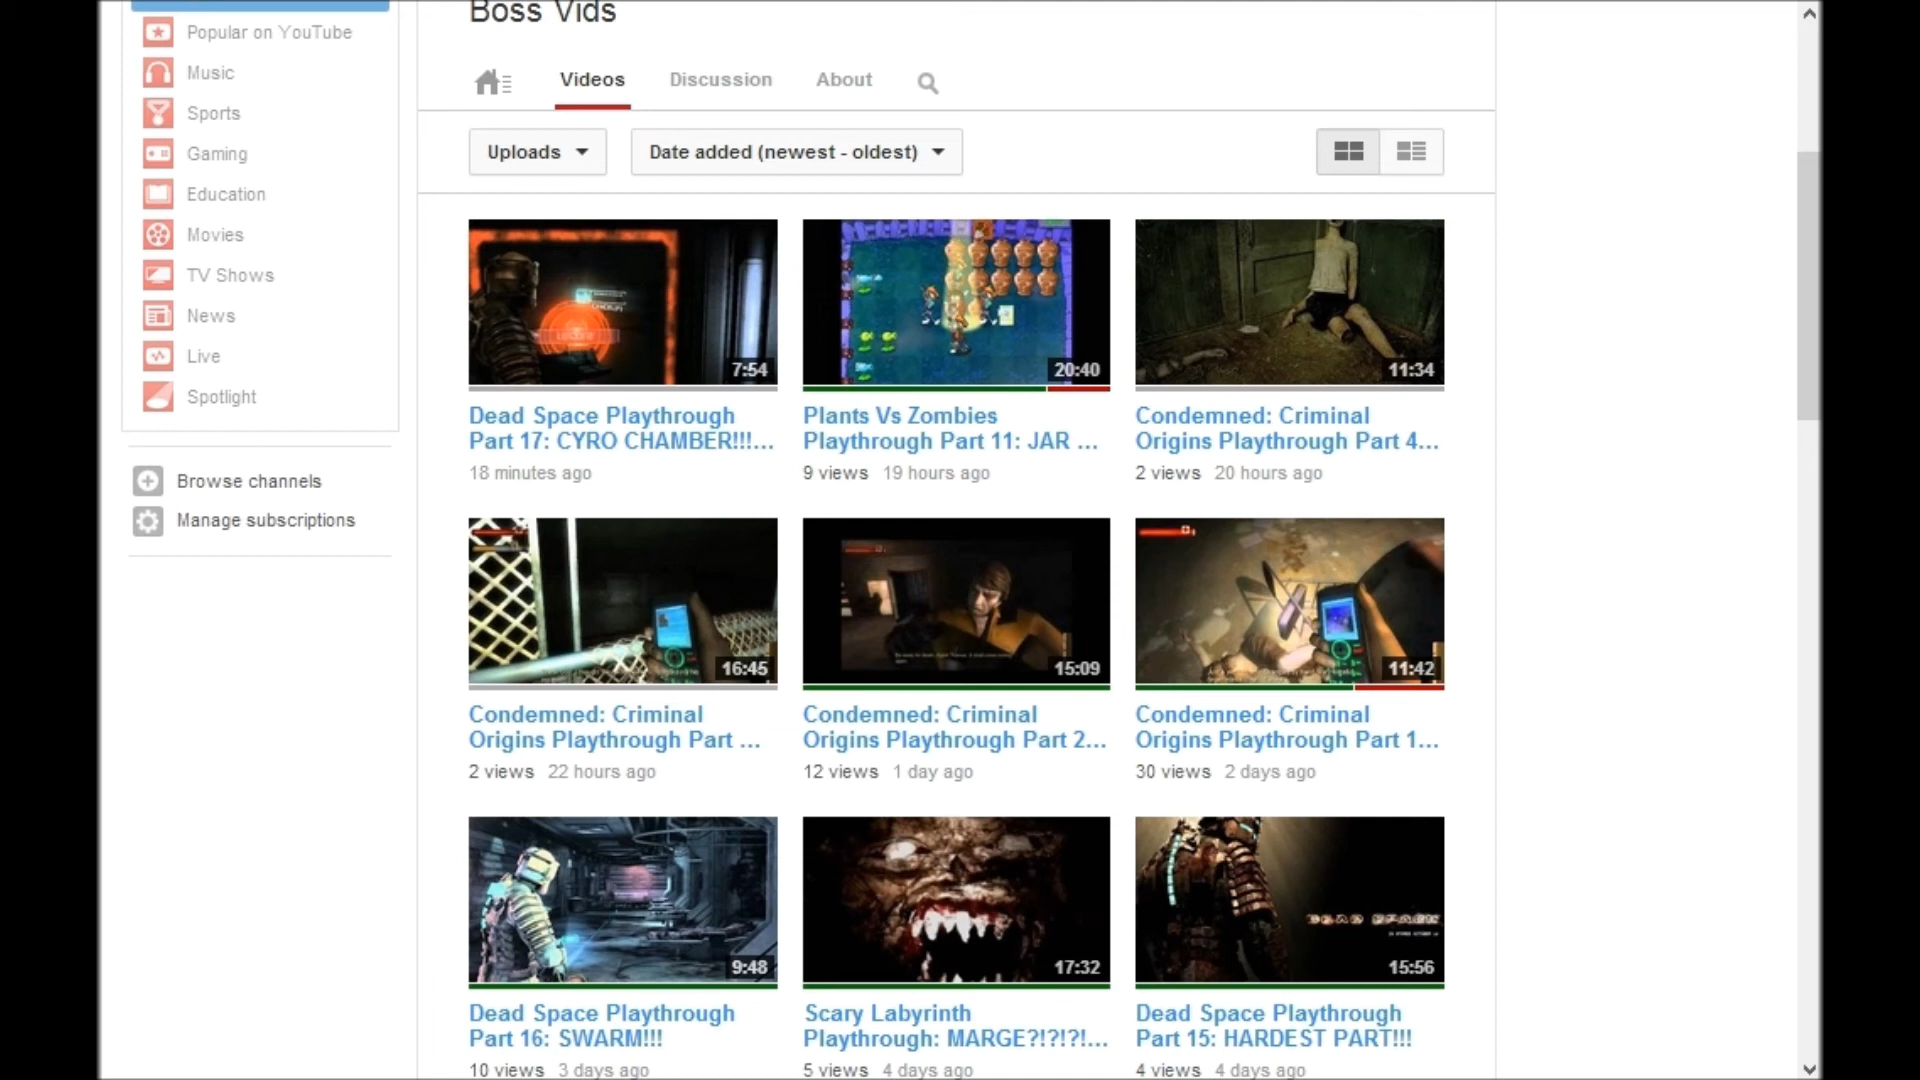 Boss Vids
Popular on YouTube
Music
Sports
Gaming
Education
Movies
TV Shows
News
Live
Spotlight
Browse channels
Manage subscriptions
Videos Discussion About
Uploads Date added (newest - oldest)
7:54
20:40
11:34
Dead Space Playthrough
Part 17: CYRO CHAMBER!!!...
18 minutes ago
Plants Vs Zombies
Playthrough Part 11: JAR ...
9 views 19 hours ago
Condemned: Criminal
Origins Playthrough Part 4...
2 views 20 hours ago
16:45
15:09
11:42
Condemned: Criminal
Origins Playthrough Part ...
2 views 22 hours ago
Condemned: Criminal
Origins Playthrough Part 2...
12 views 1 day ago
Condemned: Criminal
Origins Playthrough Part 1...
30 views 2 days ago
9:48
17:32
DEAD SPACE
15:56
Dead Space Playthrough
Part 16: SWARM!!!
10 views 3 days ago
Scary Labyrinth
Playthrough: MARGE?!?!?!...
5 views 4 days ago
Dead Space Playthrough
Part 15: HARDEST PART!!!
4 views 4 days ago